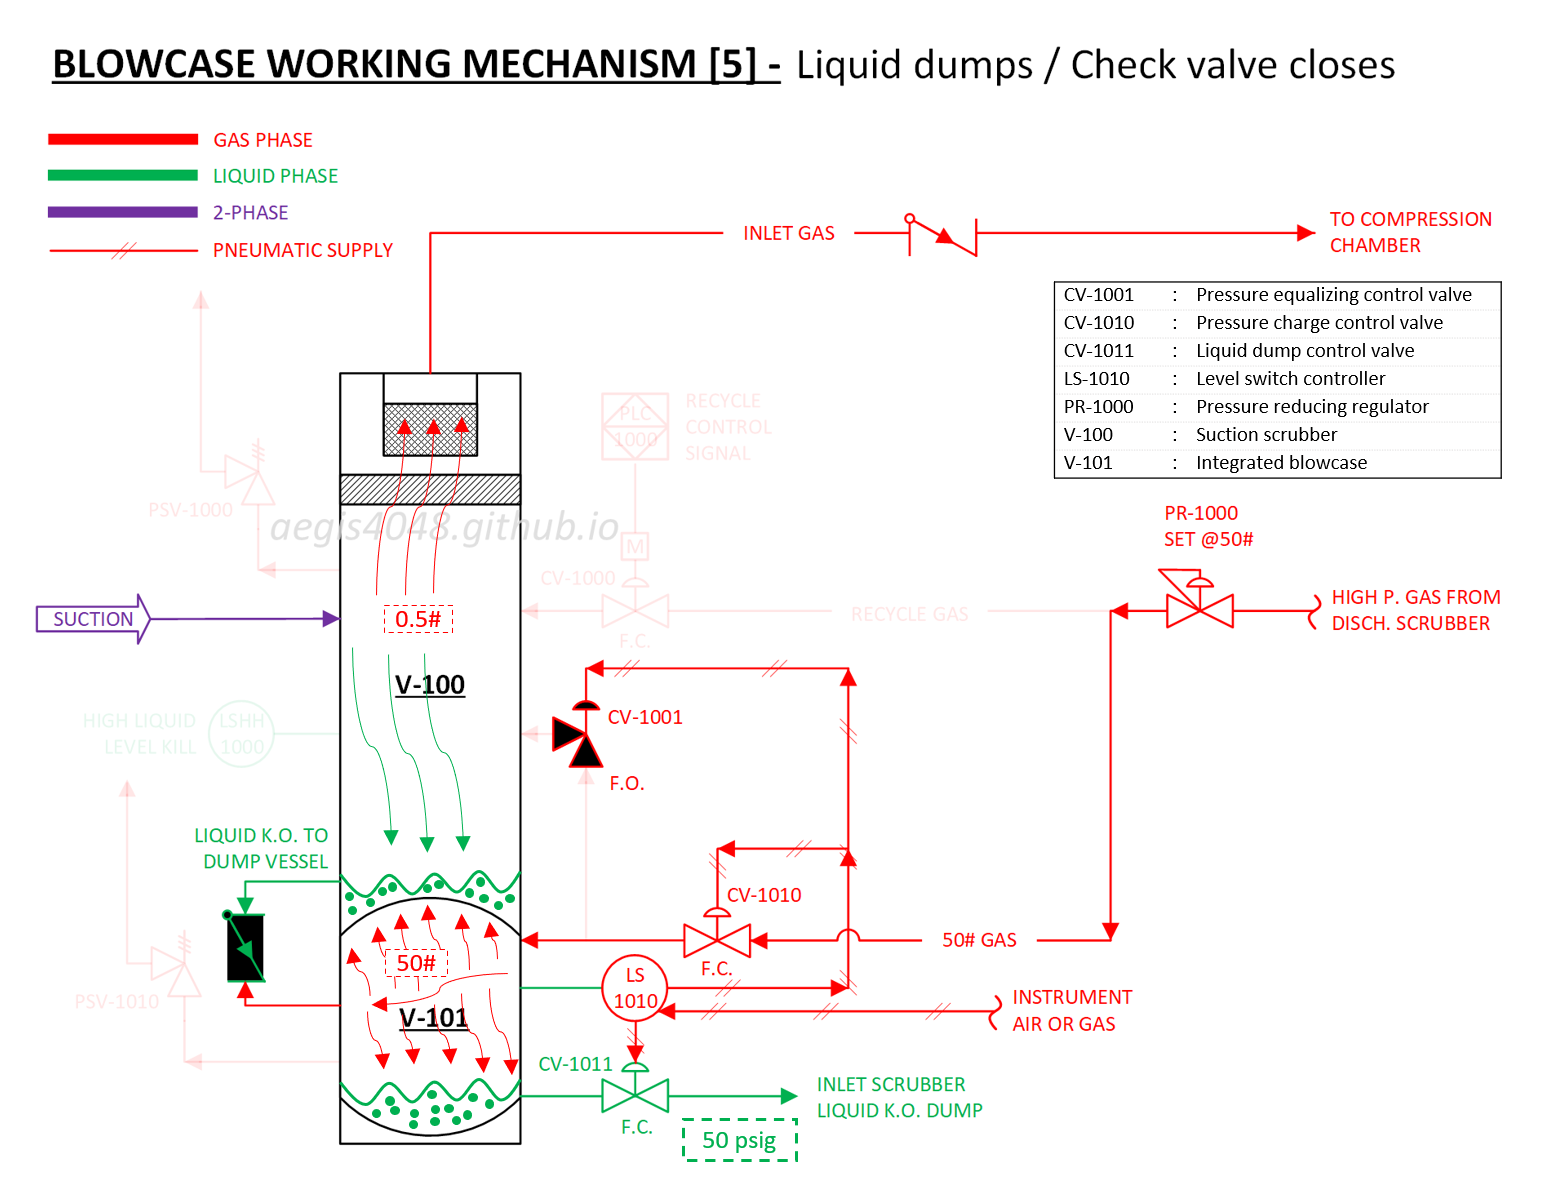 BLOWCASE WORKING MECHANISM [5] - Liquid dumps / Check valve closes
GAS PHASE
LIQUID PHASE
2-PHASE
PNEUMATIC SUPPLY
INLET GAS
TO COMPRESSION
CHAMBER
CV-1001 : Pressure equalizing control valve
CV-1010 : Pressure charge control valve
CV-1011 : Liquid dump control valve
LS-1010 : Level switch controller
PR-1000 : Pressure reducing regulator
V-100 : Suction scrubber
V-101 : Integrated blowcase
PLC
1000
RECYCLE
CONTROL
SIGNAL
PSV-1000
aegis4048.github.io
M
CV-1000
F.C.
RECYCLE GAS
PR-1000
SET @50#
HIGH P. GAS FROM
DISCH. SCRUBBER
SUCTION
0.5#
V-100
HIGH LIQUID
LEVEL KILL
LSHH
1000
CV-1001
F.O.
LIQUID K.O. TO
DUMP VESSEL
CV-1010
F.C.
50# GAS
50#
V-101
PSV-1010
LS
1010
INSTRUMENT
AIR OR GAS
CV-1011
F.C.
INLET SCRUBBER
LIQUID K.O. DUMP
50 psig